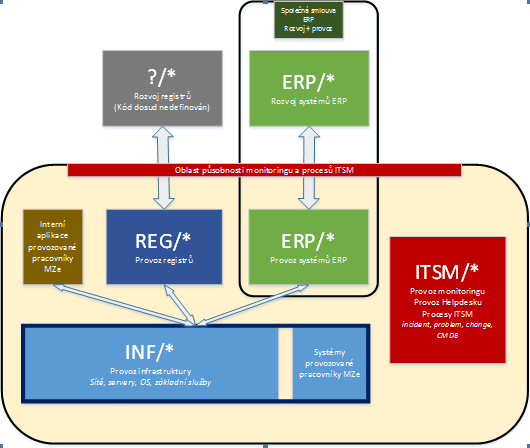 Společná smlouva
ERP
Rozvoj + provoz
?/*
Rozvoj registrů
(Kód dosud nedefinován)
ERP/*
Rozvoj systémů ERP
Oblast působnosti monitoringu a procesů ITSM
Interní
aplikace
provozované
pracovníky
MZe
REG/*
Provoz registrů
ERP/*
Provoz systémů ERP
ITSM/*
Provoz monitoringu
Provoz Helpdesku
Procesy ITSM
incident, problem, change,
CMDB
INF/*
Provoz infrastruktury
Sítě, servery, OS, základní služby
Systémy
provozované
pracovníky MZe